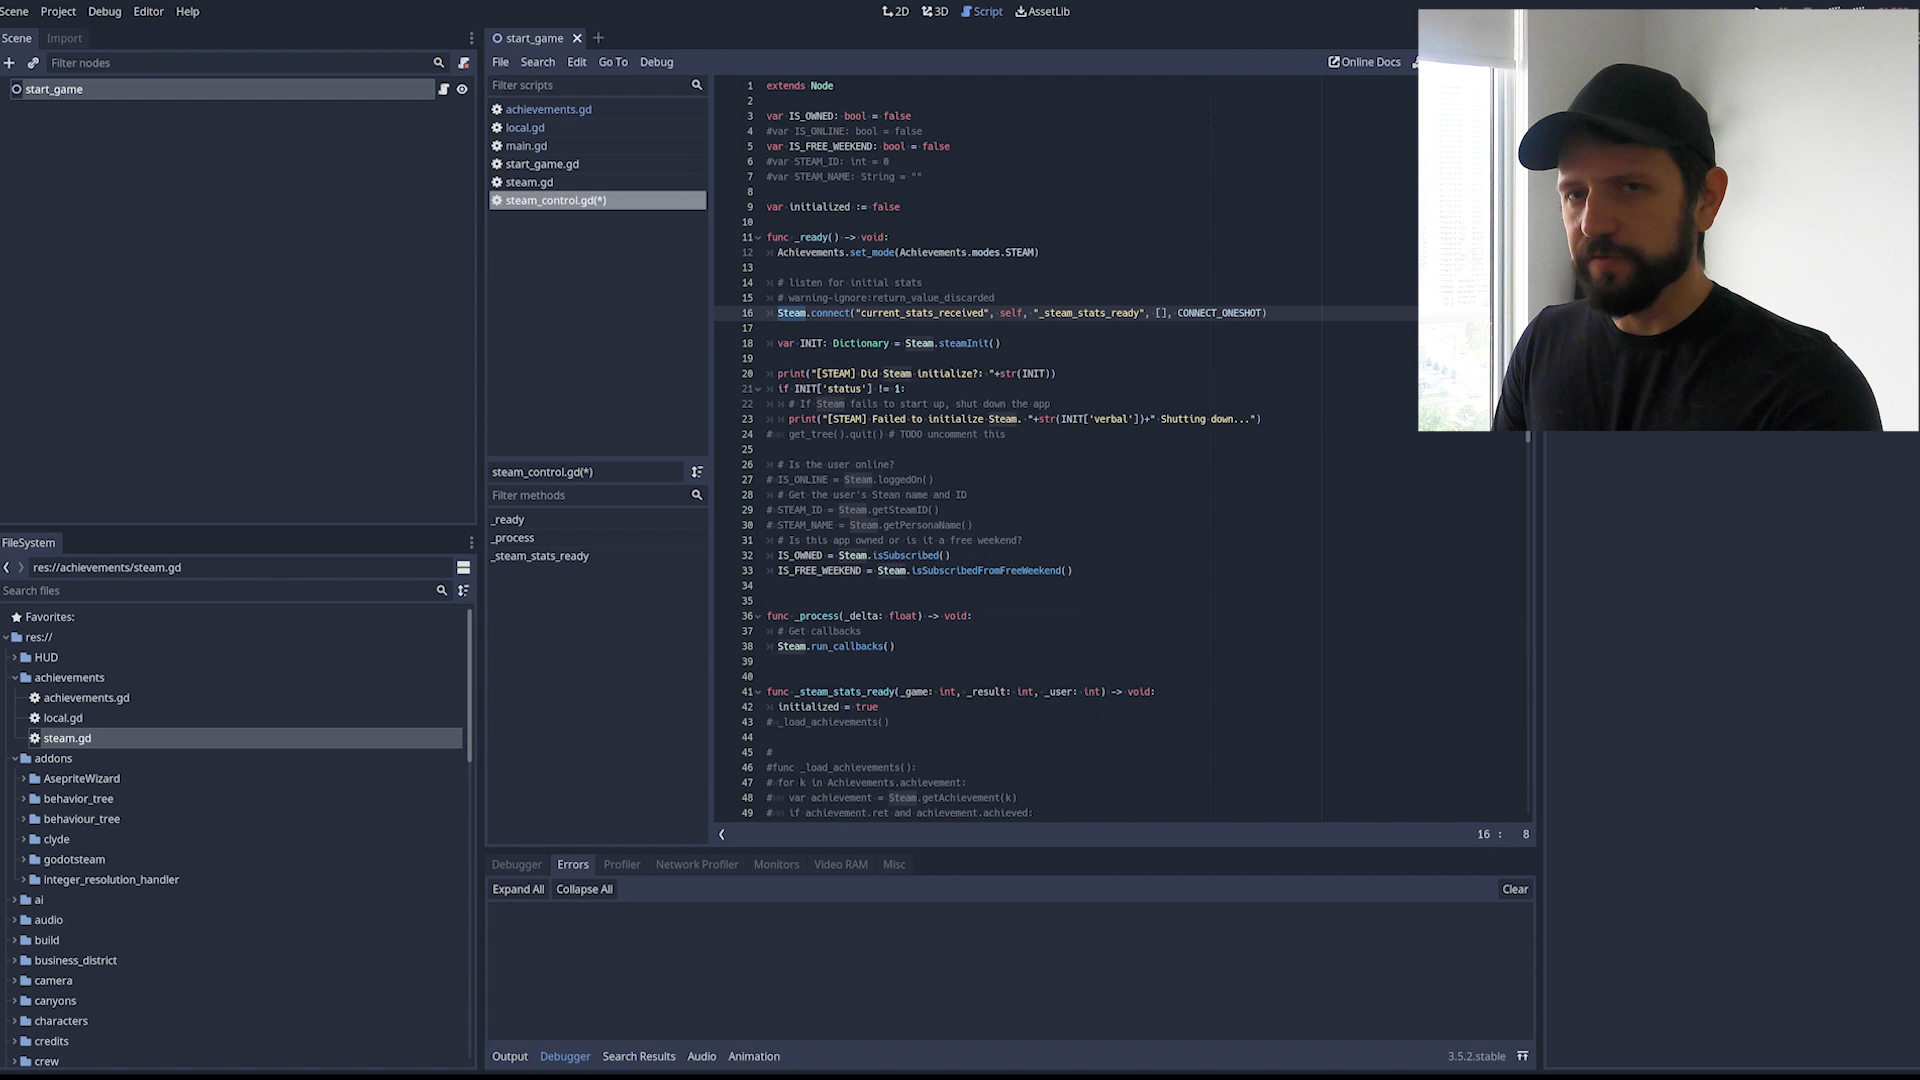 Scene Project Debug Editor Help
2D 3D Script AssetLib
Scene Import
Filter nodes
start_game
start_game
File Search Edit Go To Debug
Online Docs
Filter scripts
achievements.gd
local.gd
main.gd
start_game.gd
steam.gd
steam_control.gd(*)
steam_control.gd(*)
Filter methods
_ready
_process
_steam_stats_ready
1 extends Node
2
3 var IS_OWNED: bool = false
4 #var IS_ONLINE: bool = false
5 var IS_FREE_WEEKEND: bool = false
6 #var STEAM_ID: int = 0
7 #var STEAM_NAME: String = ""
8
9 var initialized := false
10
11 func _ready() -> void:
12 Achievements.set_mode(Achievements.modes.STEAM)
13
14 # listen for initial stats
15 # warning-ignore:return_value_discarded
16 Steam.connect("current_stats_received", self, "_steam_stats_ready", [], CONNECT_ONESHOT)
17
18 var INIT: Dictionary = Steam.steamInit()
19
20 print("[STEAM] Did Steam initialize?: "+str(INIT))
21 if INIT['status'] != 1:
22 # If Steam fails to start up, shut down the app
23 print("[STEAM] Failed to initialize Steam. "+str(INIT['verbal'])+" Shutting down...")
24 # get_tree().quit() # TODO uncomment this
25
26 # Is the user online?
27 # IS_ONLINE = Steam.loggedOn()
28 # Get the user's Stean name and ID
29 # STEAM_ID = Steam.getSteamID()
30 # STEAM_NAME = Steam.getPersonaName()
31 # Is this app owned or is it a free weekend?
32 IS_OWNED = Steam.isSubscribed()
33 IS_FREE_WEEKEND = Steam.isSubscribedFromFreeWeekend()
34
35
36 func _process(_delta: float) -> void:
37 # Get callbacks
38 Steam.run_callbacks()
39
40
41 func _steam_stats_ready(_game: int, _result: int, _user: int) -> void:
42 initialized = true
43 # _load_achievements()
44
45 #
46 #func _load_achievements():
47 # for k in Achievements.achievement:
48 # var achievement = Steam.getAchievement(k)
49 # if achievement.ret and achievement.achieved:
16 : 8
FileSystem
res://achievements/steam.gd
Search files
Favorites:
res://
HUD
achievements
achievements.gd
local.gd
steam.gd
addons
AsepriteWizard
behavior_tree
behaviour_tree
clyde
godotsteam
integer_resolution_handler
ai
audio
build
business_district
camera
canyons
characters
credits
crew
Debugger Errors Profiler Network Profiler Monitors Video RAM Misc
Expand All Collapse All Clear
Output Debugger Search Results Audio Animation 3.5.2.stable